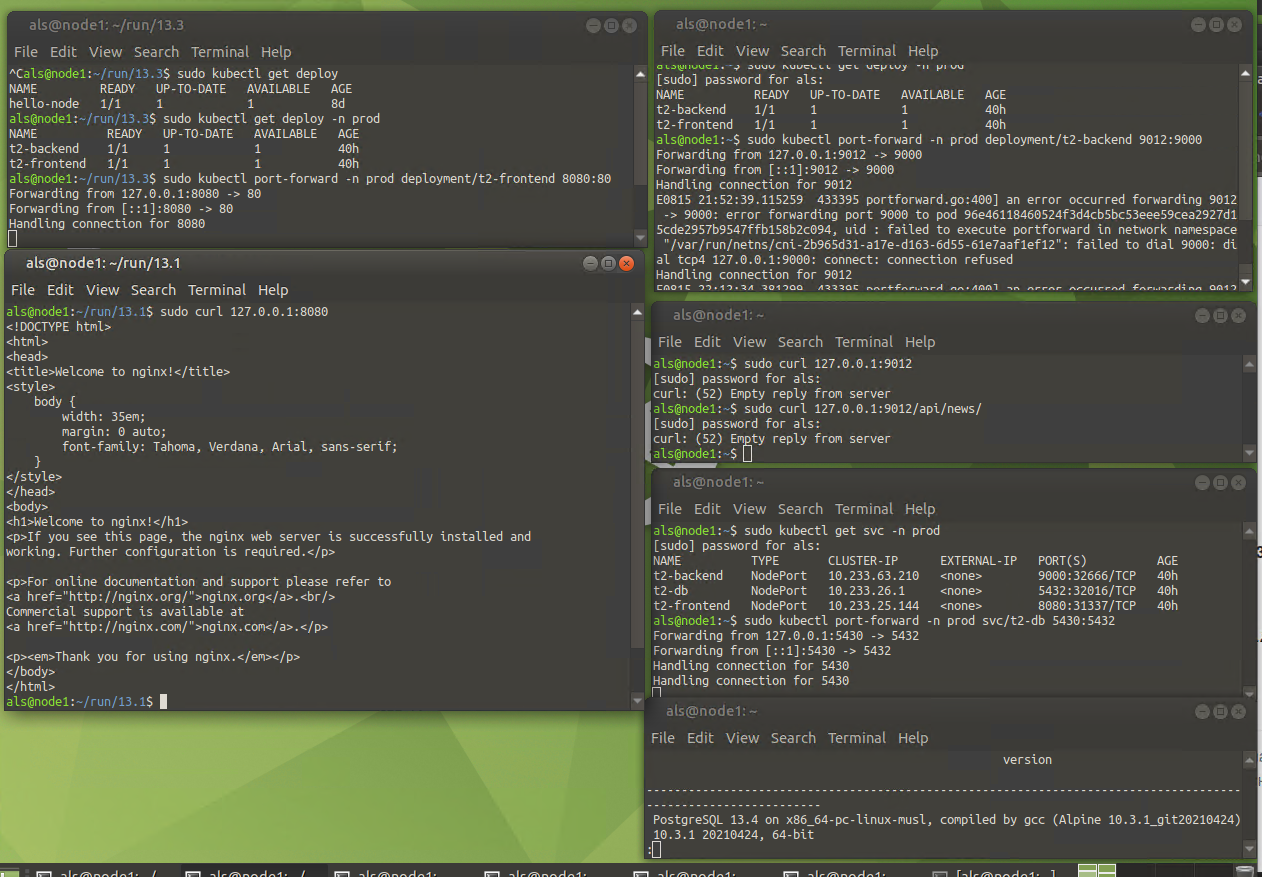 als@node1: ~/run/13.3
File Edit View Search Terminal Help
^Cals@node1:~/run/13.3$ sudo kubectl get deploy
NAME READY UP-TO-DATE AVAILABLE AGE
hello-node 1/1 1 1 8d
als@node1:~/run/13.3$ sudo kubectl get deploy -n prod
NAME READY UP-TO-DATE AVAILABLE AGE
t2-backend 1/1 1 1 40h
t2-frontend 1/1 1 1 40h
als@node1:~/run/13.3$ sudo kubectl port-forward -n prod deployment/t2-frontend 8080:80
Forwarding from 127.0.0.1:8080 -> 80
Forwarding from [::1]:8080 -> 80
Handling connection for 8080
als@node1: ~/run/13.1
File Edit View Search Terminal Help
als@node1:~/run/13.1$ sudo curl 127.0.0.1:8080
<!DOCTYPE html>
<html>
<head>
<title>Welcome to nginx!</title>
<style>
body {
width: 35em;
margin: 0 auto;
font-family: Tahoma, Verdana, Arial, sans-serif;
}
</style>
</head>
<body>
<h1>Welcome to nginx!</h1>
<p>If you see this page, the nginx web server is successfully installed and
working. Further configuration is required.</p>
<p>For online documentation and support please refer to
<a href="http://nginx.org/">nginx.org</a>.<br/>
Commercial support is available at
<a href="http://nginx.com/">nginx.com</a>.</p>
<p><em>Thank you for using nginx.</em></p>
</body>
</html>
als@node1:~/run/13.1$
als@node1: ~
File Edit View Search Terminal Help
als@node1:~$ sudo kubectl get deploy -n prod
[sudo] password for als:
NAME READY UP-TO-DATE AVAILABLE AGE
t2-backend 1/1 1 1 40h
t2-frontend 1/1 1 1 40h
als@node1:~$ sudo kubectl port-forward -n prod deployment/t2-backend 9012:9000
Forwarding from 127.0.0.1:9012 -> 9000
Forwarding from [::1]:9012 -> 9000
Handling connection for 9012
E0815 21:52:39.115259 433395 portforward.go:400] an error occurred forwarding 9012
-> 9000: error forwarding port 9000 to pod 96e46118460524f3d4cb5bc53eee59cea2927d1
5cde2957b9547ffb158b2c094, uid : failed to execute portforward in network namespace
"/var/run/netns/cni-2b965d31-a17e-d163-6d55-61e7aaf1ef12": failed to dial 9000: di
al tcp4 127.0.0.1:9000: connect: connection refused
Handling connection for 9012
E0815 22:12:34.381299 433395 portforward.go:400] an error occurred forwarding 9012
als@node1: ~
File Edit View Search Terminal Help
als@node1:~$ sudo curl 127.0.0.1:9012
[sudo] password for als:
curl: (52) Empty reply from server
als@node1:~$ sudo curl 127.0.0.1:9012/api/news/
[sudo] password for als:
curl: (52) Empty reply from server
als@node1:~$
als@node1: ~
File Edit View Search Terminal Help
als@node1:~$ sudo kubectl get svc -n prod
[sudo] password for als:
NAME TYPE CLUSTER-IP EXTERNAL-IP PORT(S) AGE
t2-backend NodePort 10.233.63.210 <none> 9000:32666/TCP 40h
t2-db NodePort 10.233.26.1 <none> 5432:32016/TCP 40h
t2-frontend NodePort 10.233.25.144 <none> 8080:31337/TCP 40h
als@node1:~$ sudo kubectl port-forward -n prod svc/t2-db 5430:5432
Forwarding from 127.0.0.1:5430 -> 5432
Forwarding from [::1]:5430 -> 5432
Handling connection for 5430
Handling connection for 5430
als@node1: ~
File Edit View Search Terminal Help
version
--------------------------------------------------------------------------------------
-------------------------
PostgreSQL 13.4 on x86_64-pc-linux-musl, compiled by gcc (Alpine 10.3.1_git20210424)
10.3.1 20210424, 64-bit
:
als@node1: ~/
als@node1: ~/
als@node1:
als@node1:
als@node1:
als@node1:
[als@node1: ~]